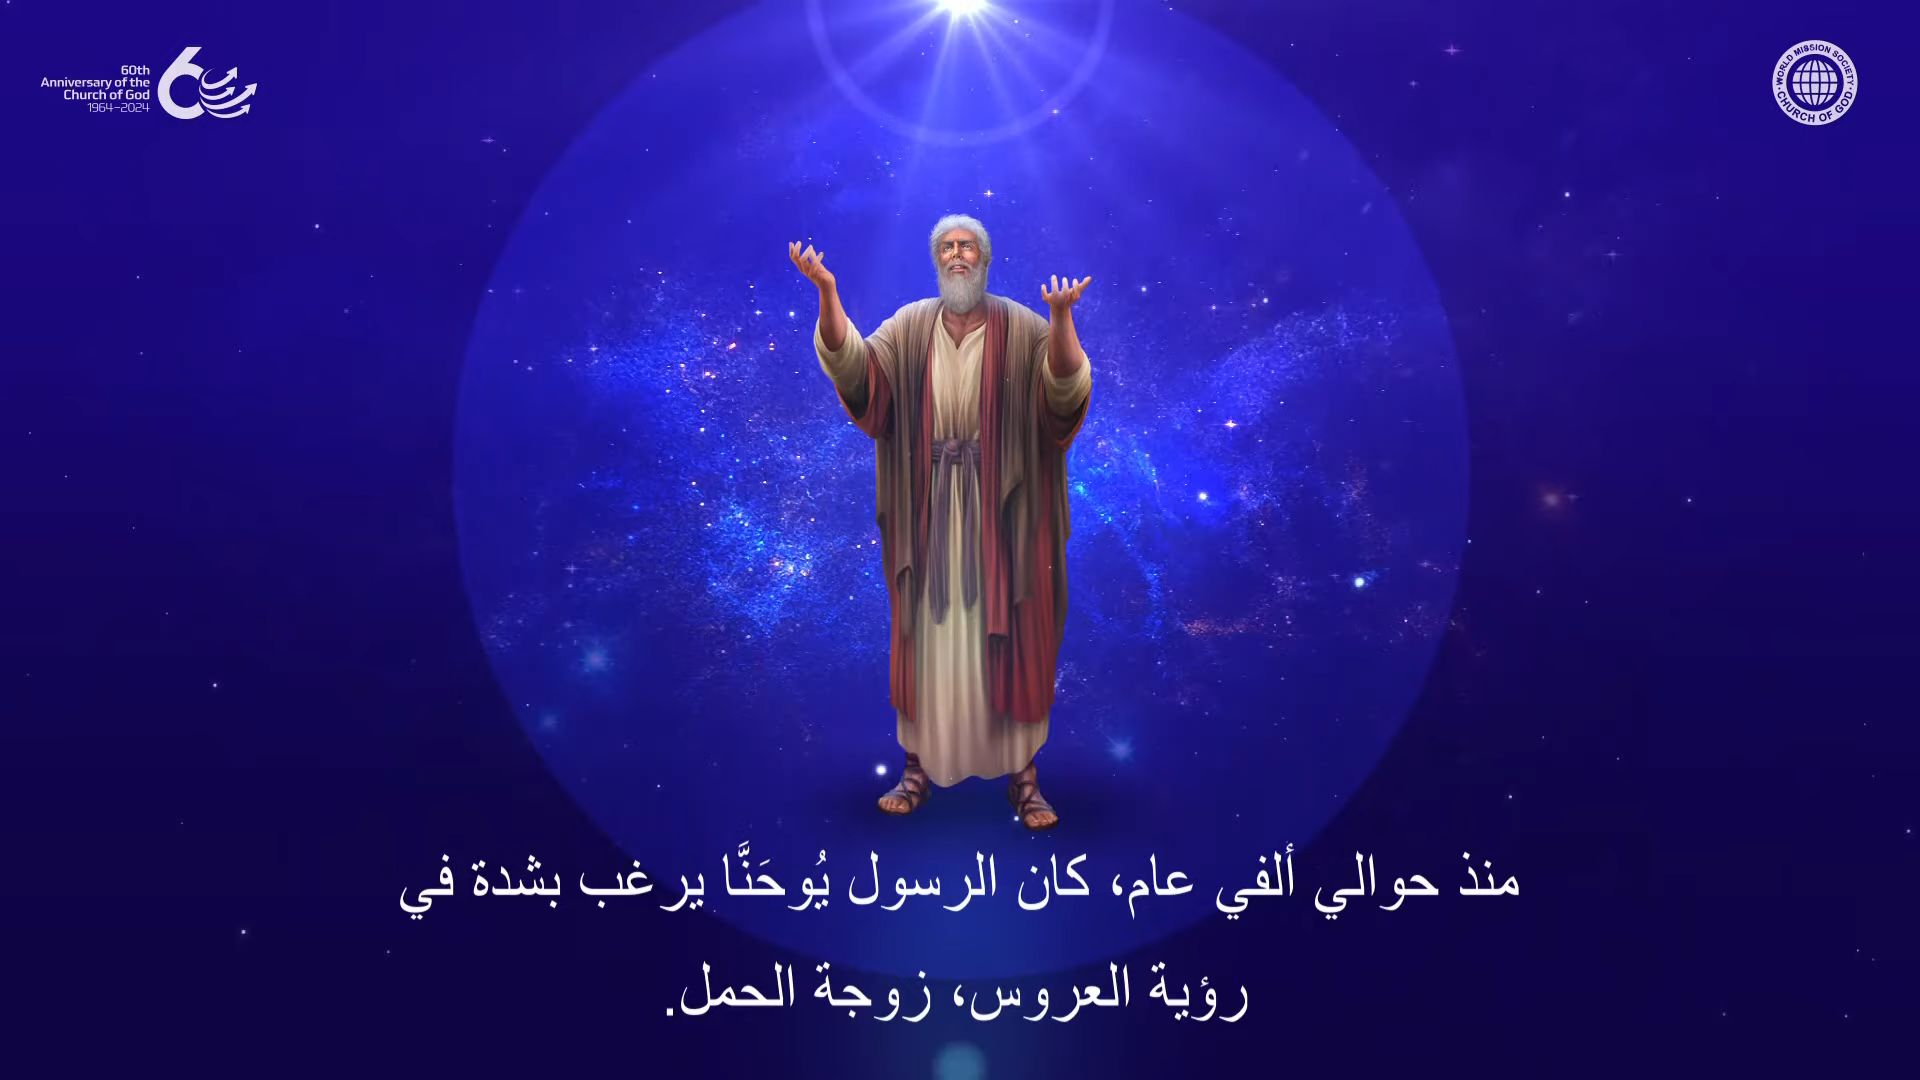 60th
Anniversary of the
Church of God
1964–2024
60
WORLD MISSION SOCIETY
CHURCH OF GOD
منذ حوالي ألفي عام، كان الرسول يُوحَنَّا يرغب بشدة في
رؤية العروس، زوجة الحمل.